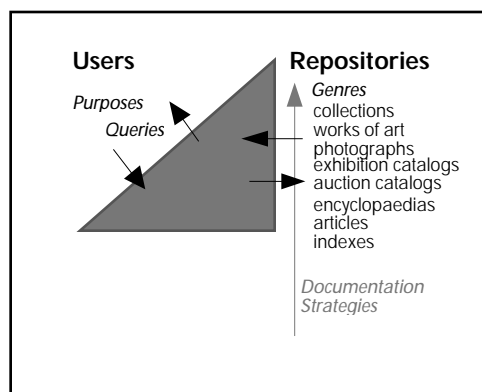 Users
Repositories
Purposes
Queries
Genres
collections
works of art
photographs
exhibition catalogs
auction catalogs
encyclopaedias
articles
indexes
Documentation
Strategies